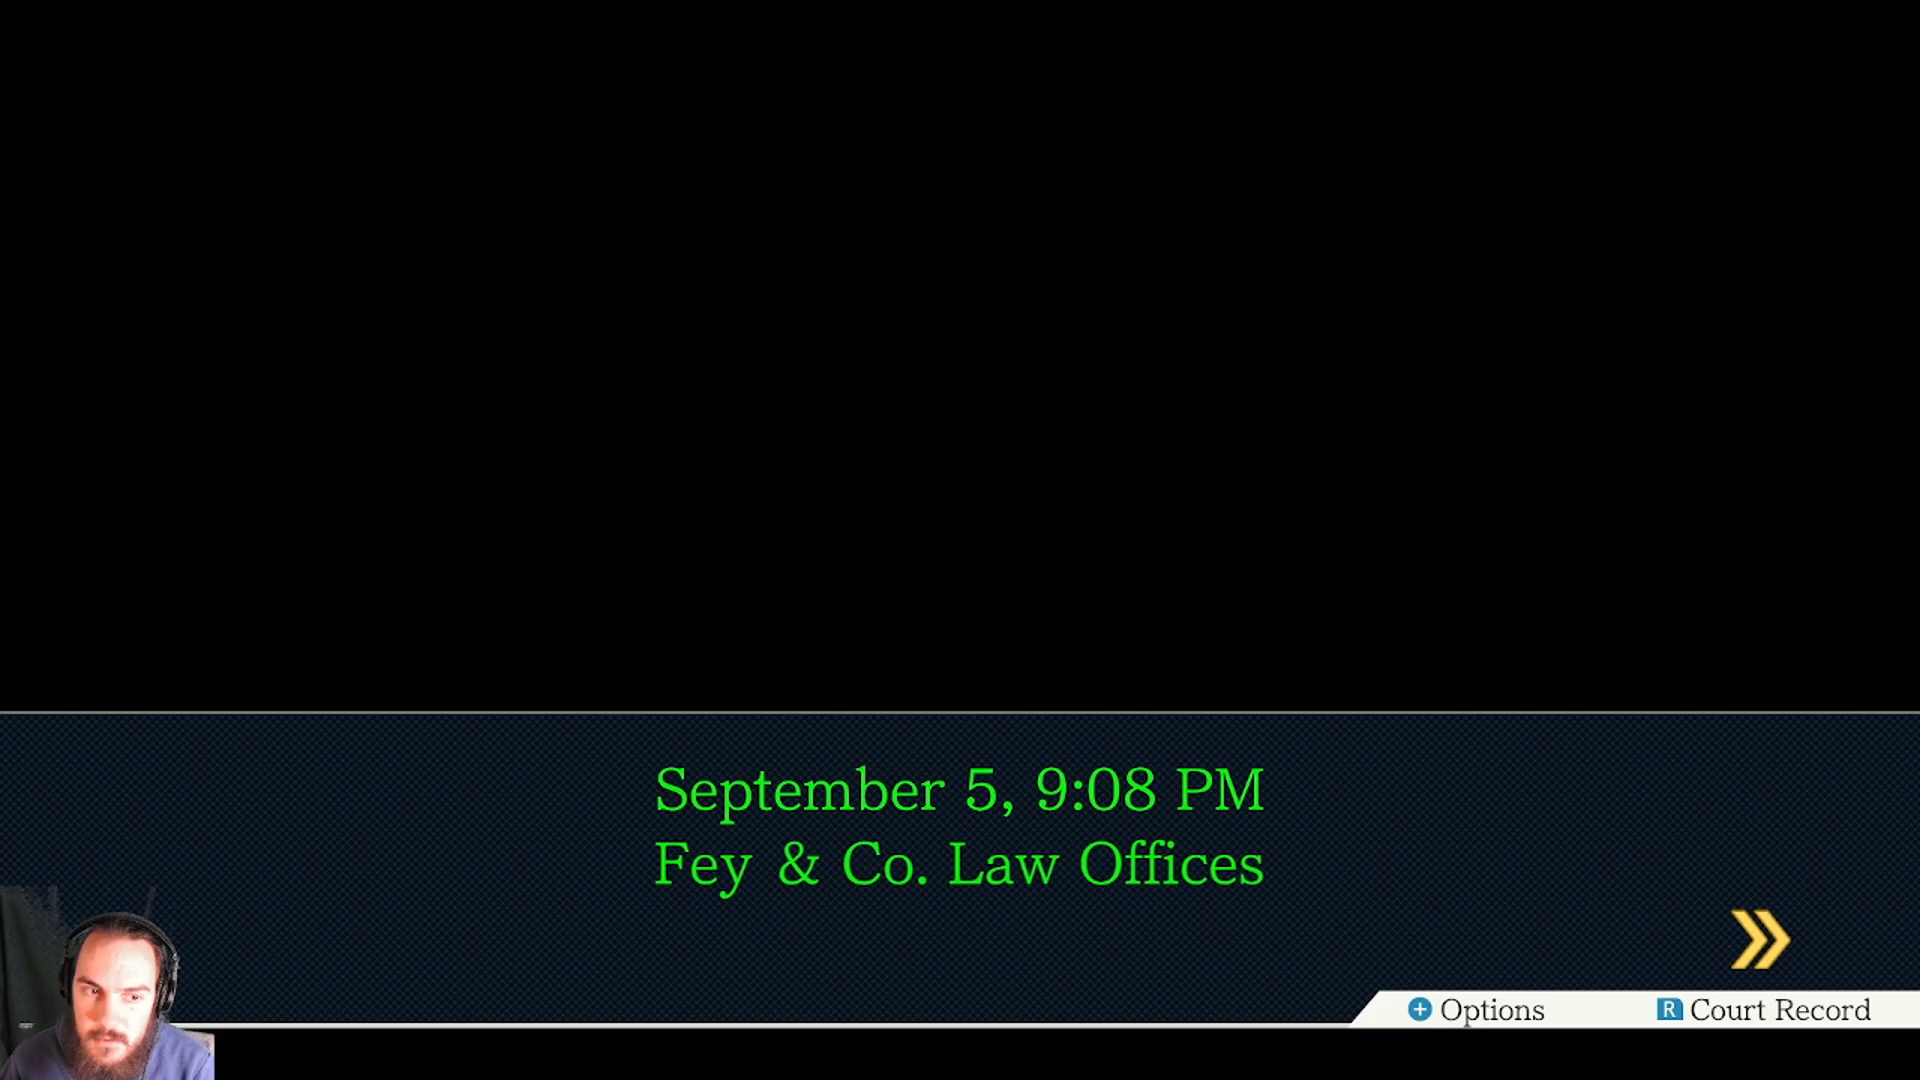 September 5, 9:08 PM
Fey & Co. Law Offices
+ Options
R Court Record